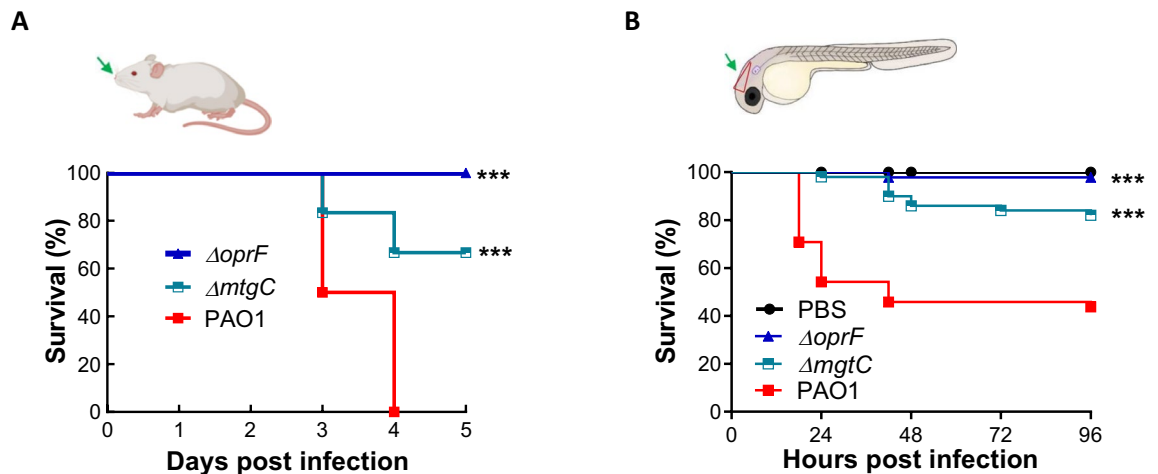 A
Survival (%)
100
80
60
40
20
0
ΔoprF
ΔmtgC
PAO1
***
***
0 1 2 3 4 5
Days post infection
B
Survival (%)
100
80
60
40
20
0
PBS
ΔoprF
ΔmgtC
PAO1
***
***
0 24 48 72 96
Hours post infection